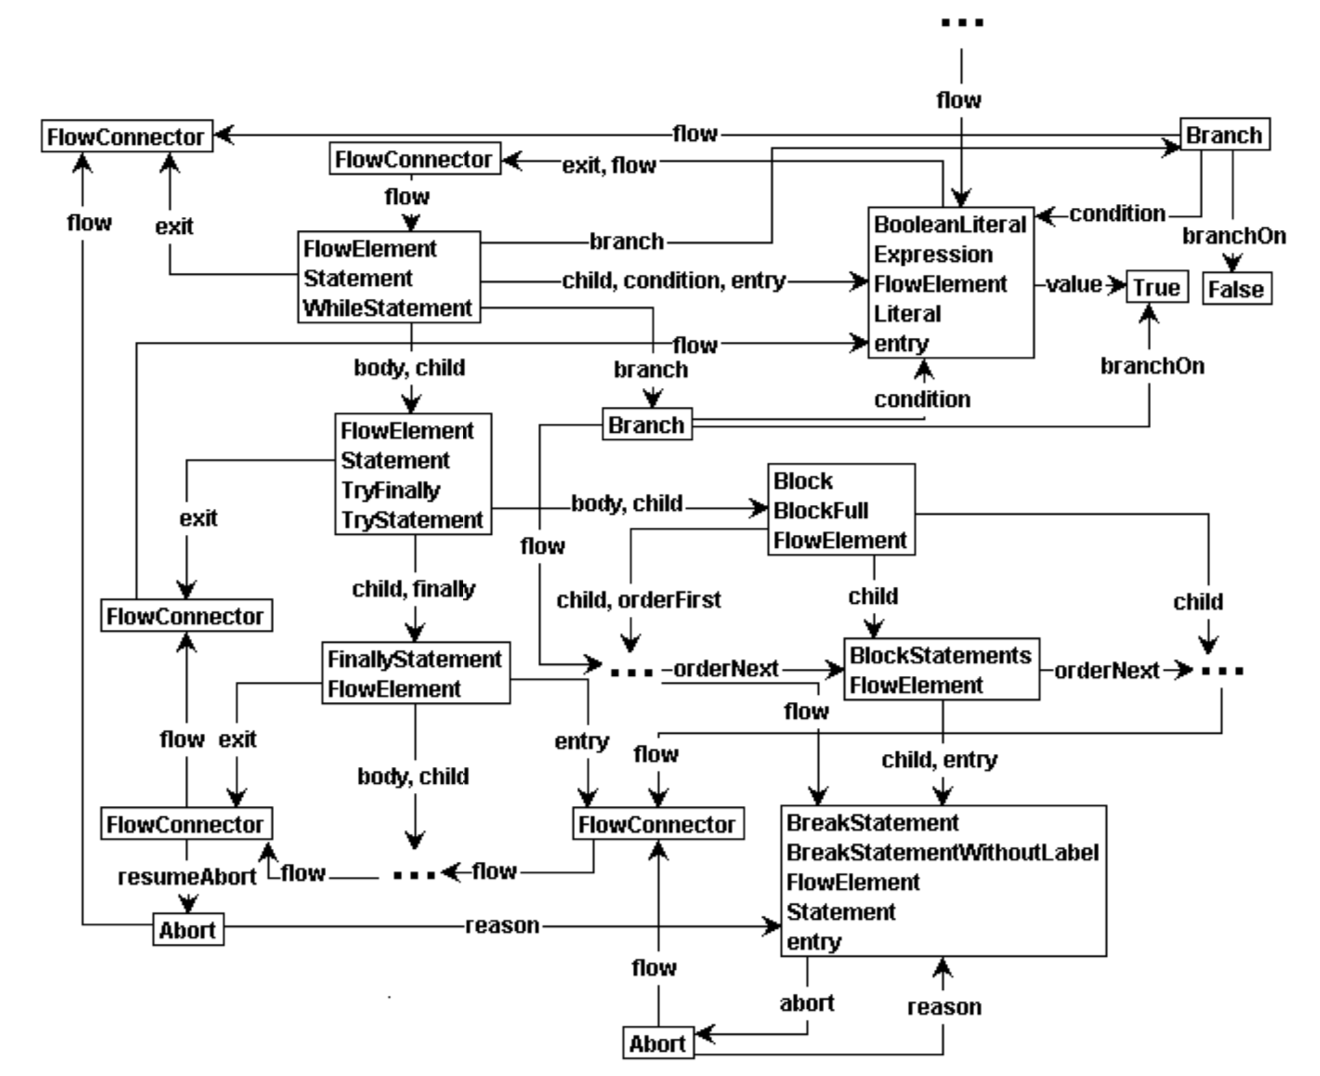 ...
flow
FlowConnector
flow
Branch
FlowConnector
exit, flow
flow
flow
exit
branch
condition
branchOn
BooleanLiteral
Expression
FlowElement
Literal
entry
FlowElement
Statement
WhileStatement
child, condition, entry
value
True
False
flow
body, child
branch
condition
branchOn
Branch
FlowElement
Statement
TryFinally
TryStatement
exit
body, child
Block
BlockFull
FlowElement
flow
child, finally
child, orderFirst
child
child
FlowConnector
FinallyStatement
FlowElement
...
orderNext
BlockStatements
FlowElement
orderNext
...
flow
exit
entry
flow
flow
body, child
child, entry
FlowConnector
FlowConnector
BreakStatement
BreakStatementWithoutLabel
FlowElement
Statement
entry
resumeAbort
flow
...
flow
Abort
reason
flow
abort
reason
Abort